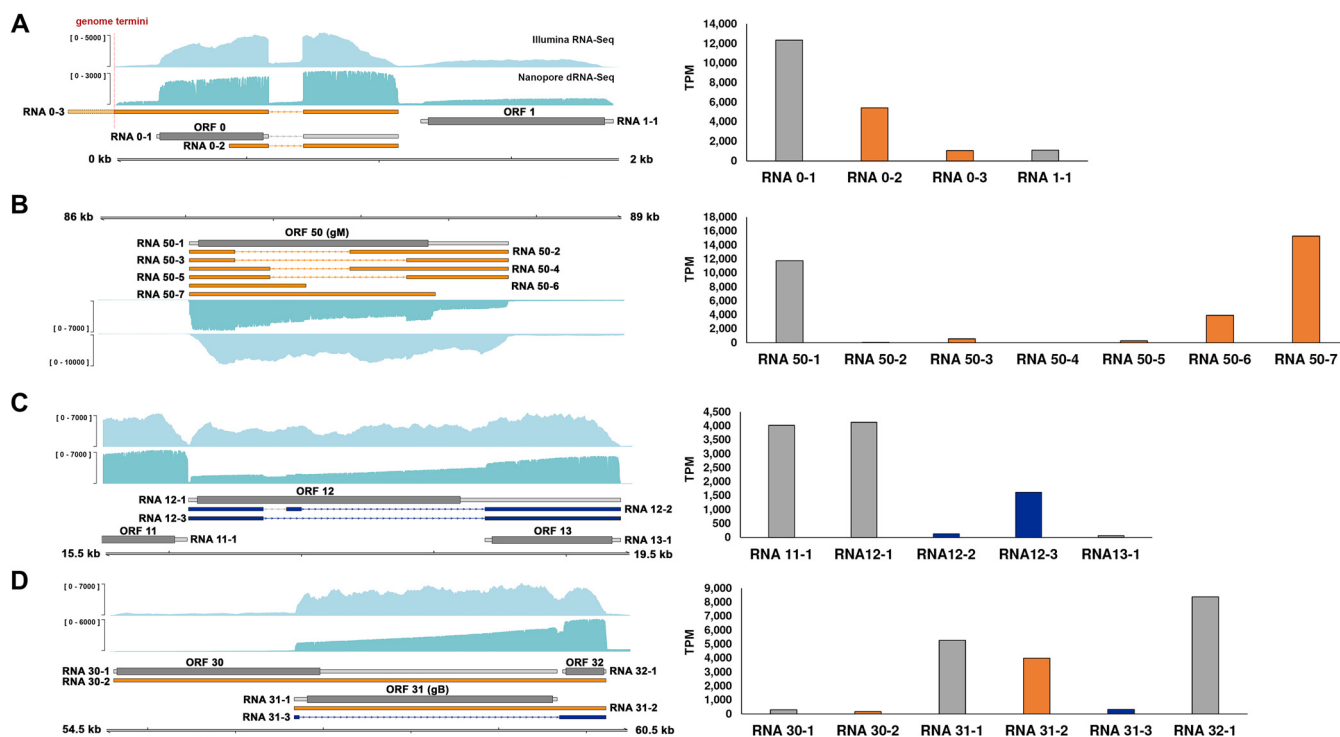 A
genome termini
[ 0 - 5000 ]
Illumina RNA-Seq
[ 0 - 3000 ]
Nanopore dRNA-Seq
RNA 0-3
ORF 1
ORF 0
RNA 1-1
RNA 0-1
RNA 0-2
0 kb
2 kb
TPM
14,000
12,000
10,000
8,000
6,000
4,000
2,000
0
RNA 0-1
RNA 0-2
RNA 0-3
RNA 1-1
B
86 kb
89 kb
ORF 50 (gM)
RNA 50-1
RNA 50-2
RNA 50-3
RNA 50-4
RNA 50-5
RNA 50-6
RNA 50-7
[ 0 - 7000 ]
[ 0 - 10000 ]
TPM
18,000
16,000
14,000
12,000
10,000
8,000
6,000
4,000
2,000
0
RNA 50-1
RNA 50-2
RNA 50-3
RNA 50-4
RNA 50-5
RNA 50-6
RNA 50-7
C
[ 0 - 7000 ]
[ 0 - 7000 ]
ORF 12
RNA 12-1
RNA 12-2
RNA 12-3
ORF 11
RNA 11-1
ORF 13
RNA 13-1
15.5 kb
19.5 kb
TPM
4,500
4,000
3,500
3,000
2,500
2,000
1,500
1,000
500
0
RNA 11-1
RNA12-1
RNA12-2
RNA12-3
RNA13-1
D
[ 0 - 7000 ]
[ 0 - 6000 ]
ORF 30
ORF 32
RNA 30-1
RNA 32-1
RNA 30-2
ORF 31 (gB)
RNA 31-1
RNA 31-2
RNA 31-3
54.5 kb
60.5 kb
TPM
9,000
8,000
7,000
6,000
5,000
4,000
3,000
2,000
1,000
0
RNA 30-1
RNA 30-2
RNA 31-1
RNA 31-2
RNA 31-3
RNA 32-1